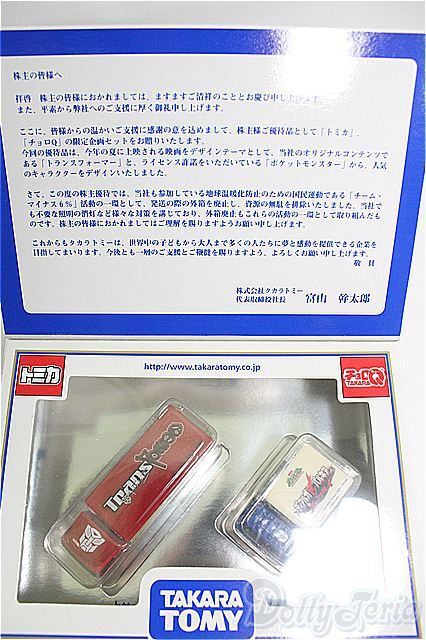 株主の皆様へ
拝啓 株主の皆様におかれましては、ますますご清祥のこととお慶び申し上げます。
また、平素から弊社へのご支援に厚く御礼申し上げます。
ここに、皆様からの温かいご支援に感謝の意を込めまして、株主様ご優待品として「トミカ」、
「チョロQ」の限定企画セットをお贈りいたします。
今回の優待品は、今年の夏に上映される映画をデザインテーマとして、当社のオリジナルコンテンツで
ある「トランスフォーマー」と、ライセンス許諾をいただいている「ポケットモンスター」から、人気
のキャラクターをデザインいたしました。
さて、この度の株主優待では、当社も参加している地球温暖化防止のための国民運動である「チーム・
マイナス6%」活動の一環として、発送の際の外箱を廃止し、資源の無駄を排除いたしました。当社で
も不要な照明の消灯など様々な対策を講じており、外箱廃止もこれらの活動の一環として取り組んだも
のです。株主の皆様におかれましてはご理解を賜りますようお願い申し上げます。
これからもタカラトミーは、世界中の子どもから大人まで多くの人たちに夢と感動を提供できる企業を
目指してまいります。今後とも一層のご支援とご鞭撻を賜りますよう、よろしくお願い申し上げます。
敬 具
株式会社タカラトミー
代表取締役社長 富山 幹太郎
トミカ
http://www.takaratomy.co.jp
チョロQ
TAKARA
Transformers
TAKARA
TOMY
DollyTeria